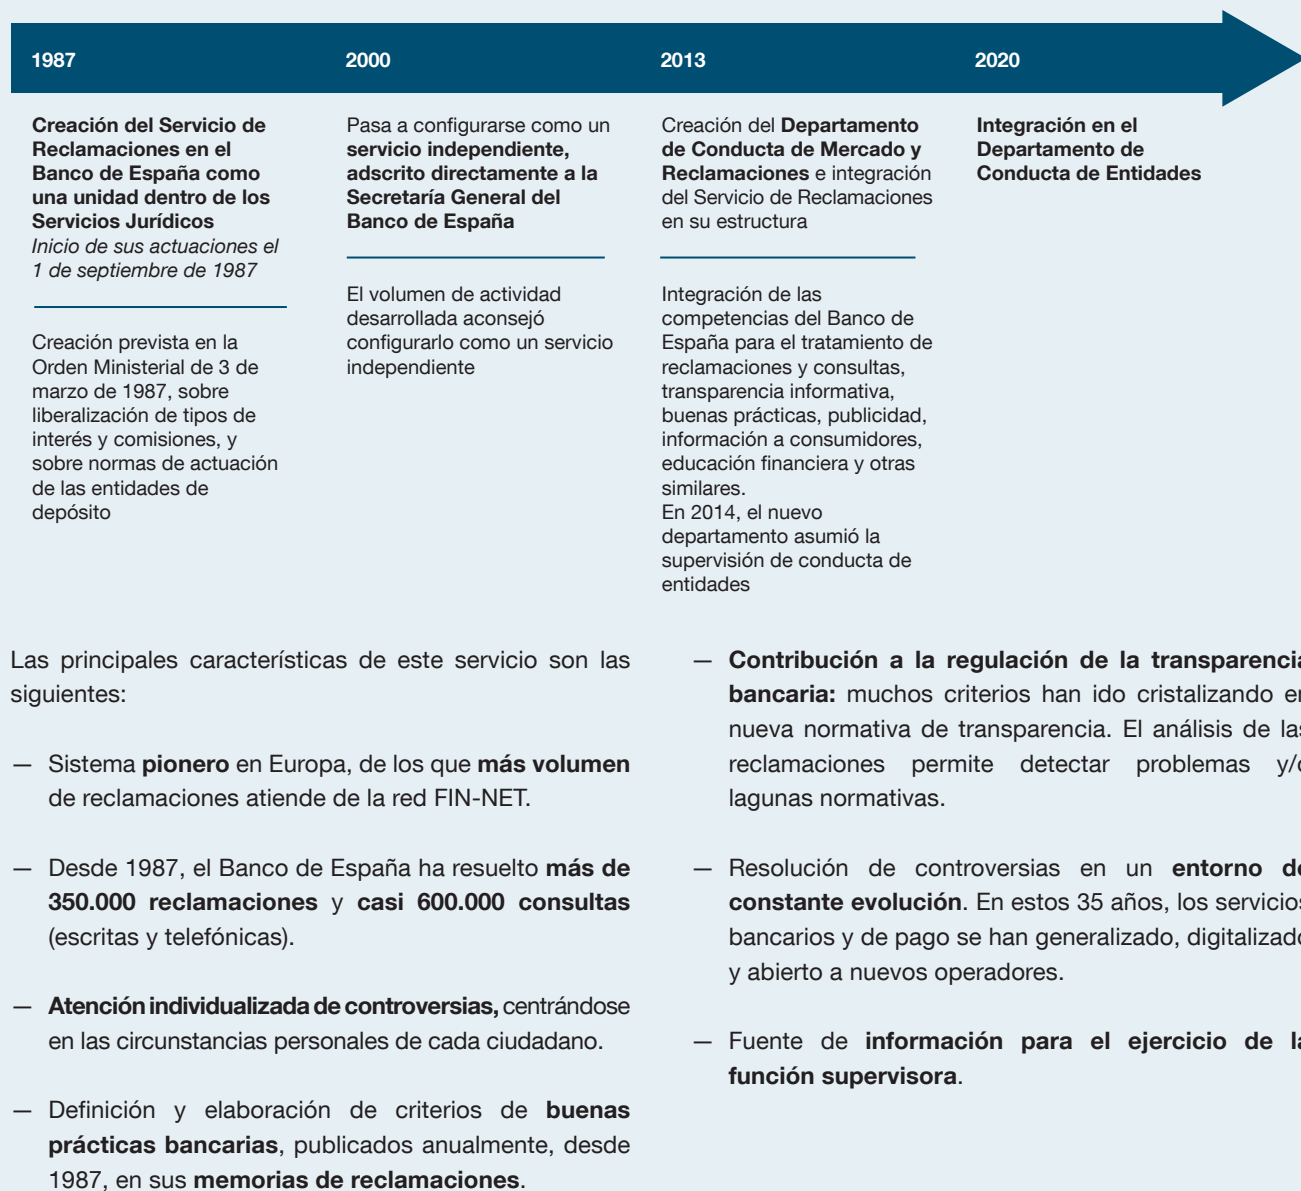 1987
2000
2013
2020
Creación del Servicio de
Reclamaciones en el
Banco de España como
una unidad dentro de los
Servicios Jurídicos
Inicio de sus actuaciones el
1 de septiembre de 1987
Creación prevista en la
Orden Ministerial de 3 de
marzo de 1987, sobre
liberalización de tipos de
interés y comisiones, y
sobre normas de actuación
de las entidades de
depósito
Pasa a configurarse como un
servicio independiente,
adscrito directamente a la
Secretaría General del
Banco de España
El volumen de actividad
desarrollada aconsejó
configurarlo como un servicio
independiente
Creación del Departamento
de Conducta de Mercado y
Reclamaciones e integración
del Servicio de Reclamaciones
en su estructura
Integración de las
competencias del Banco de
España para el tratamiento de
reclamaciones y consultas,
transparencia informativa,
buenas prácticas, publicidad,
información a consumidores,
educación financiera y otras
similares.
En 2014, el nuevo
departamento asumió la
supervisión de conducta de
entidades
Integración en el
Departamento de
Conducta de Entidades
Las principales características de este servicio son las
siguientes:
— Sistema pionero en Europa, de los que más volumen
de reclamaciones atiende de la red FIN-NET.
— Desde 1987, el Banco de España ha resuelto más de
350.000 reclamaciones y casi 600.000 consultas
(escritas y telefónicas).
— Atención individualizada de controversias, centrándose
en las circunstancias personales de cada ciudadano.
— Definición y elaboración de criterios de buenas
prácticas bancarias, publicados anualmente, desde
1987, en sus memorias de reclamaciones.
— Contribución a la regulación de la transparencia
bancaria: muchos criterios han ido cristalizando en
nueva normativa de transparencia. El análisis de las
reclamaciones permite detectar problemas y/o
lagunas normativas.
— Resolución de controversias en un entorno de
constante evolución. En estos 35 años, los servicios
bancarios y de pago se han generalizado, digitalizado
y abierto a nuevos operadores.
— Fuente de información para el ejercicio de la
función supervisora.